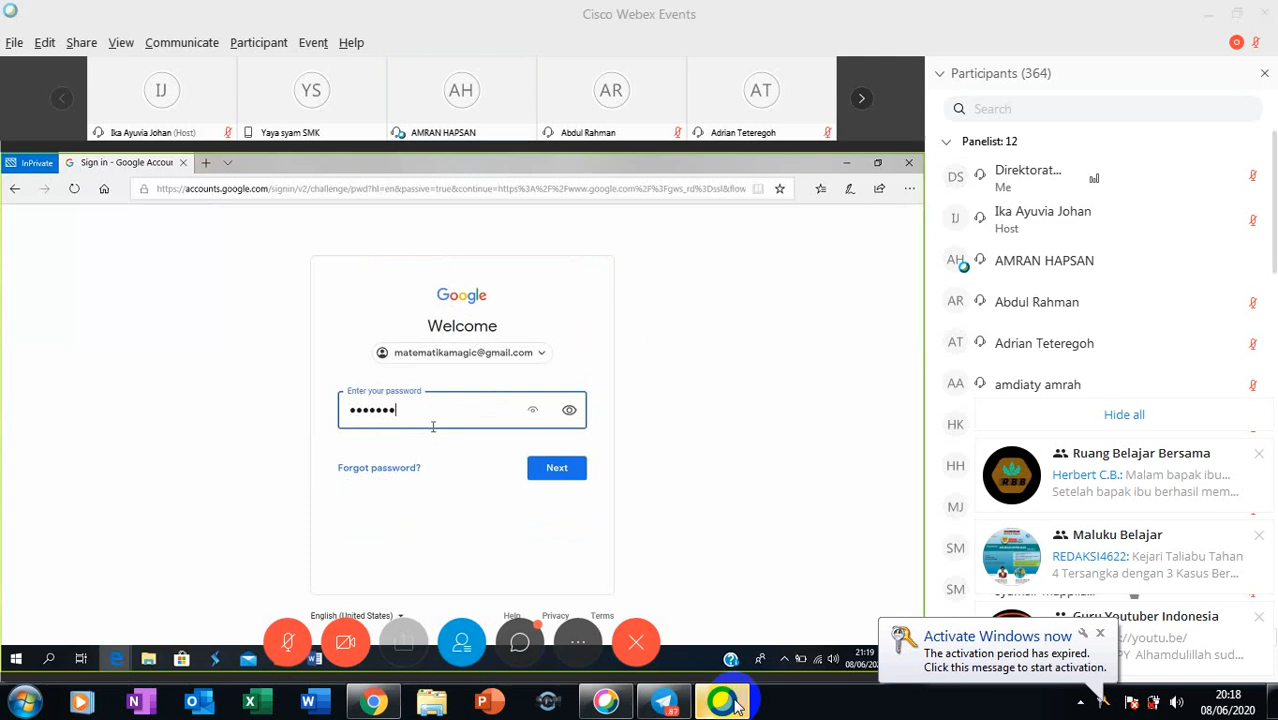 Cisco Webex Events
File Edit Share View Communicate Participant Event Help
IJ YS AH AR AT
Ika Ayuvia Johan (Host) Yaya syam SMK AMRAN HAPSAN Abdul Rahman Adrian Teteregoh
InPrivate Sign in - Google Accour
https://accounts.google.com/signin/v2/challenge/pwd?hl=en&passive=true&continue=https%3A%2F%2Fwww.google.com%2F%3Fgws_rd%3Dssl&flow
Google
Welcome
matematikamagic@gmail.com
Enter your password
•••••••
Forgot password? Next
English (United States) Help Privacy Terms
21:19
08/06/
Participants (364)
Search
Panelist: 12
DS Direktorat...
Me
IJ Ika Ayuvia Johan
Host
AH AMRAN HAPSAN
AR Abdul Rahman
AT Adrian Teteregoh
AA amdiaty amrah
HK
HH
MJ
SM
SM
Hide all
RBB
Ruang Belajar Bersama
Herbert C.B.: Malam bapak ibu...
Setelah bapak ibu berhasil mem...
Maluku Belajar
REDAKSI4622: Kejari Taliabu Tahan
4 Tersangka dengan 3 Kasus Ber...
Guru Youtuber Indonesia
://youtu.be/
PY Alhamdulillah sud...
Activate Windows now
The activation period has expired.
Click this message to start activation.
87
20:18
08/06/2020